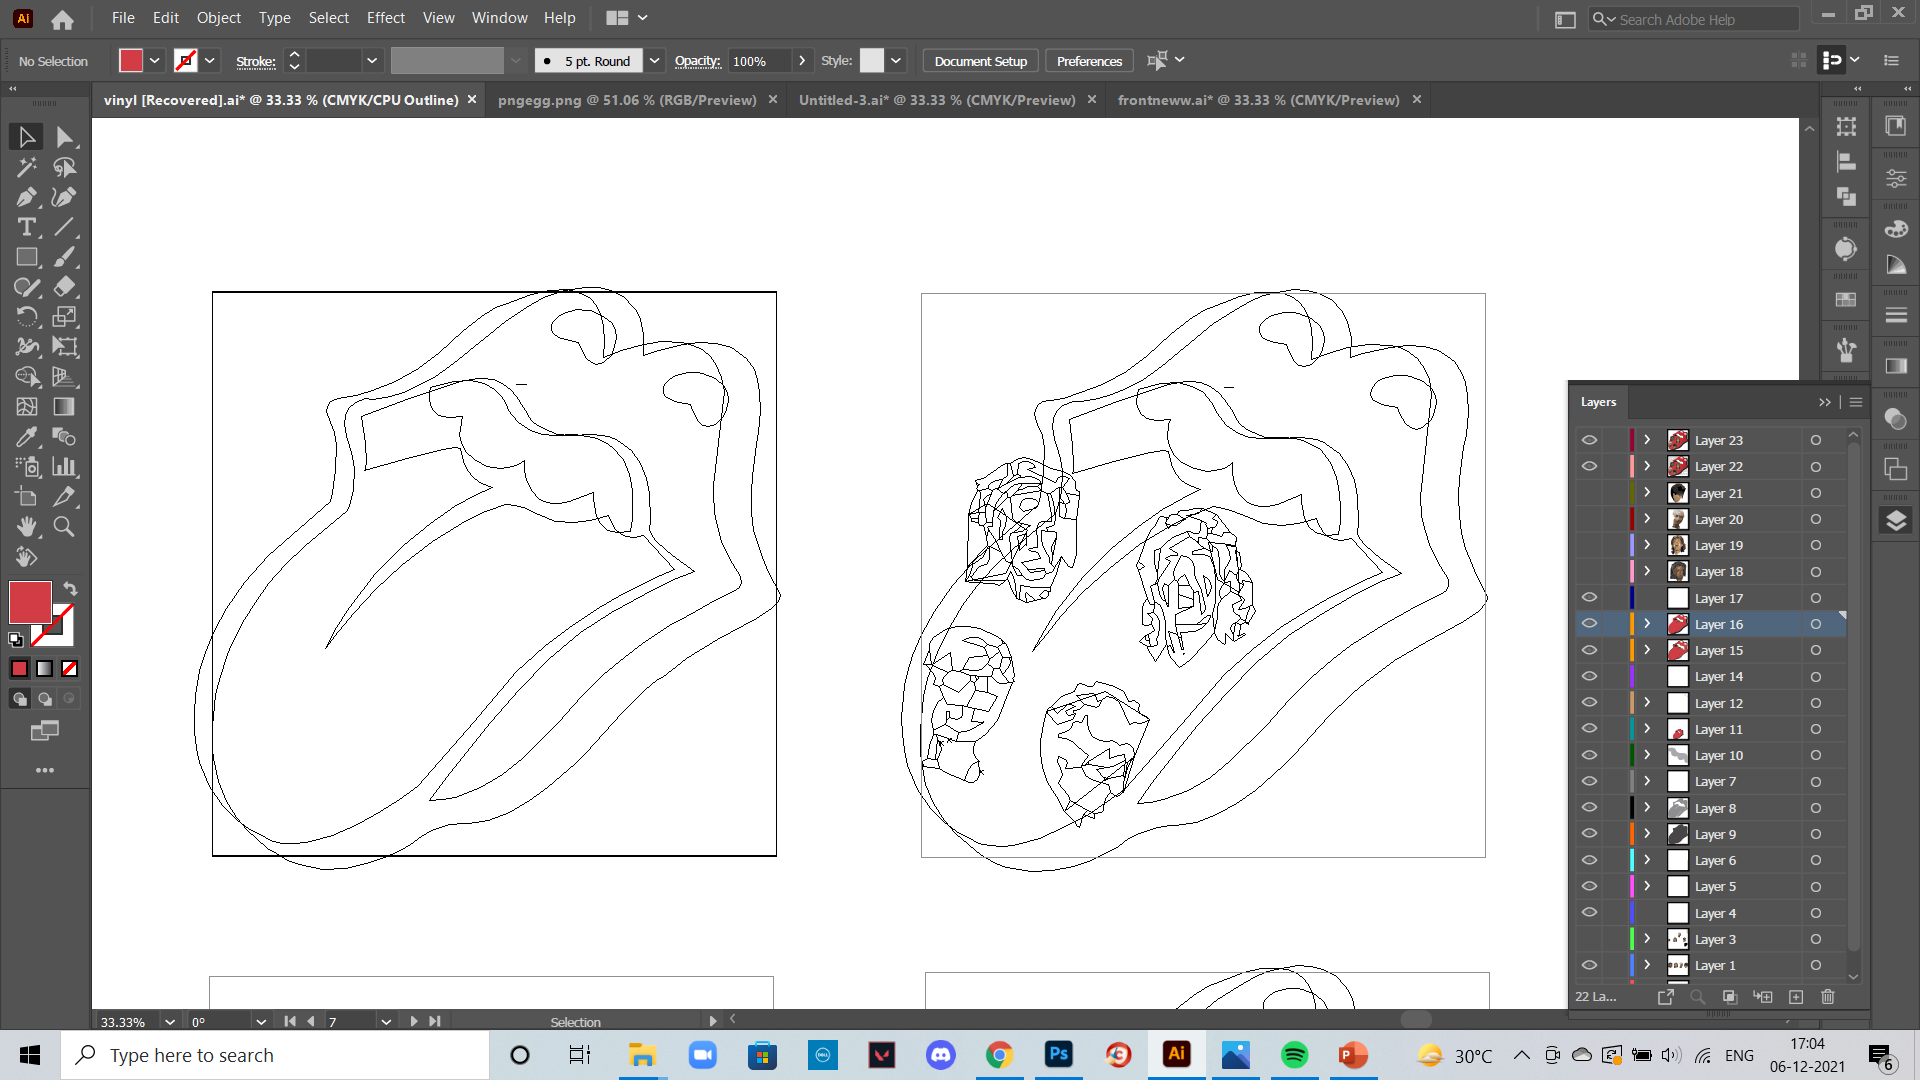 Ai File Edit Object Type Select Effect View Window Help Search Adobe Help
No Selection Stroke: 5 pt. Round Opacity: 100% Style: Document Setup Preferences
vinyl [Recovered].ai* @ 33.33 % (CMYK/CPU Outline) × pngegg.png @ 51.06 % (RGB/Preview) × Untitled-3.ai* @ 33.33 % (CMYK/Preview) × frontneww.ai* @ 33.33 % (CMYK/Preview) ×
Layers
Layer 23
Layer 22
Layer 21
Layer 20
Layer 19
Layer 18
Layer 17
Layer 16
Layer 15
Layer 14
Layer 12
Layer 11
Layer 10
Layer 7
Layer 8
Layer 9
Layer 6
Layer 5
Layer 4
Layer 3
Layer 1
22 La...
33.33% 0° 7 Selection
Type here to search
DELL
Ps
Ai
P
30°C ENG
17:04
06-12-2021
6